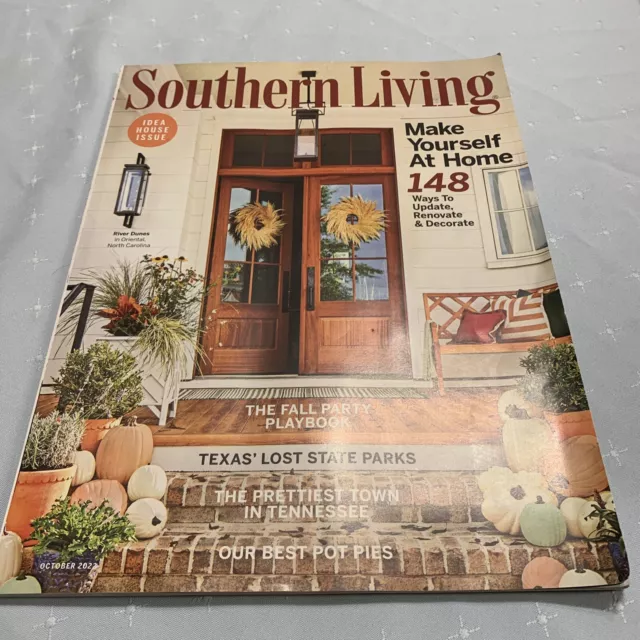 Southern Living
IDEA
HOUSE
ISSUE
Make
Yourself
At Home
148
Ways To
Update,
Renovate
& Decorate
River Dunes
in Oriental,
North Carolina
THE FALL PARTY
PLAYBOOK
TEXAS' LOST STATE PARKS
THE PRETTIEST TOWN
IN TENNESSEE
OUR BEST POT PIES
OCTOBER 2022